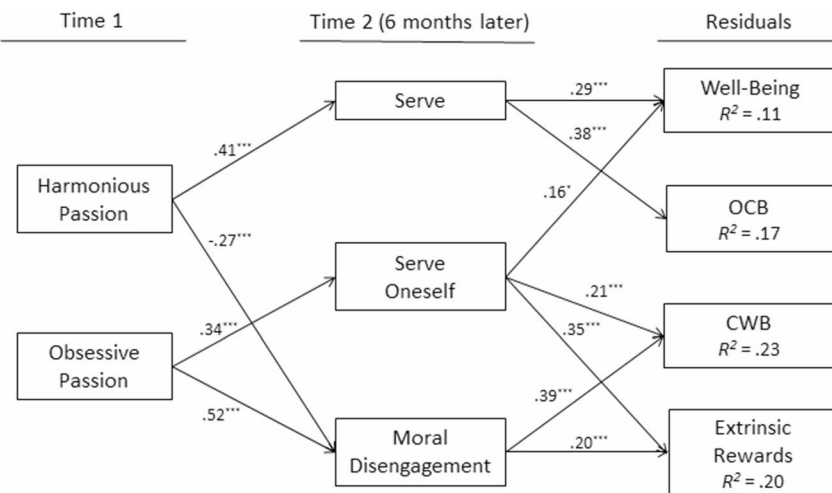 Time 1
Time 2 (6 months later)
Residuals
Serve
.29***
Well-Being
R² = .11
.38***
.41***
Harmonious
Passion
.16*
OCB
R² = .17
-.27***
Serve
Oneself
.21***
.34***
.35***
CWB
R² = .23
Obsessive
Passion
.39***
.52***
Moral
Disengagement
.20***
Extrinsic
Rewards
R² = .20